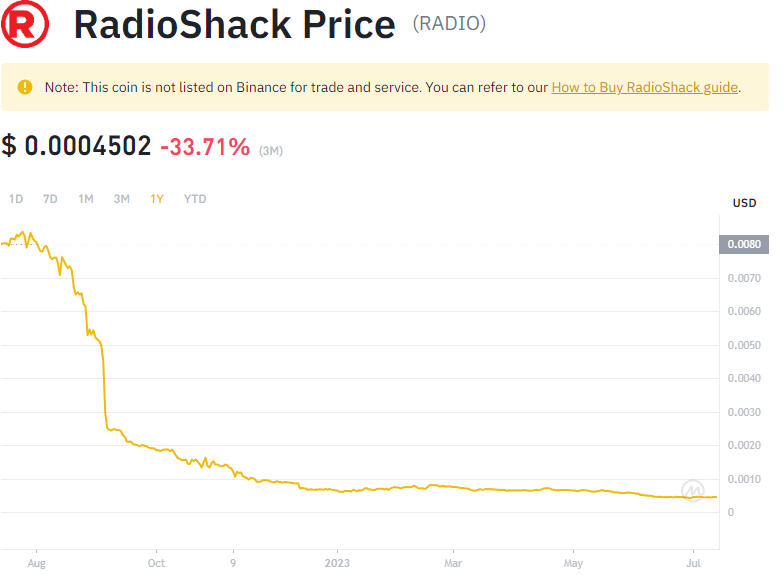 R
RadioShack Price (RADIO)
Note: This coin is not listed on Binance for trade and service. You can refer to our How to Buy RadioShack guide.
$ 0.0004502 -33.71% (3M)
1D 7D 1M 3M 1Y YTD
USD
0.0080
0.0070
0.0060
0.0050
0.0040
0.0030
0.0020
0.0010
0
Aug Oct 9 2023 Mar May Jul